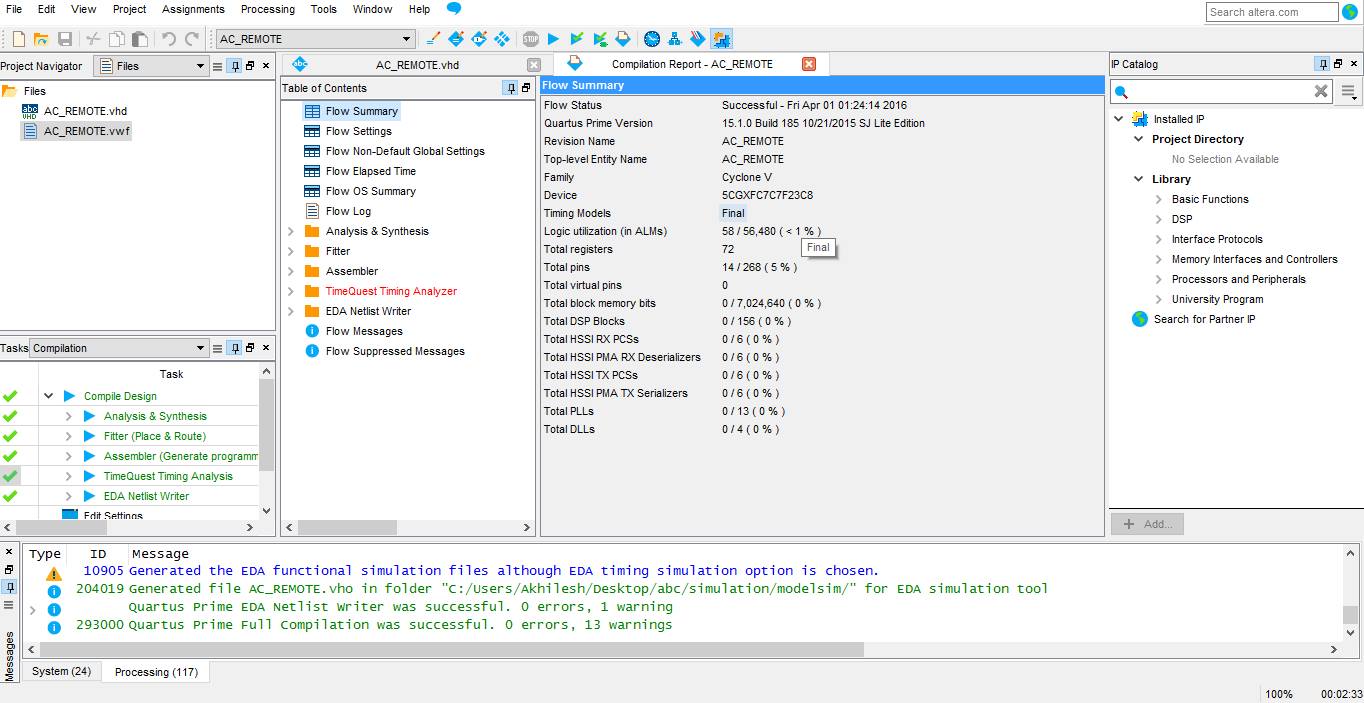 File Edit View Project Assignments Processing Tools Window Help
Search altera.com
AC_REMOTE
STOP
Project Navigator Files
Files
abc VHD AC_REMOTE.vhd
AC_REMOTE.vwf
Tasks Compilation
Task
Compile Design
Analysis & Synthesis
Fitter (Place & Route)
Assembler (Generate programm
TimeQuest Timing Analysis
EDA Netlist Writer
Edit Settings
abc AC_REMOTE.vhd
Compilation Report - AC_REMOTE
Table of Contents
Flow Summary
Flow Settings
Flow Non-Default Global Settings
Flow Elapsed Time
Flow OS Summary
Flow Log
Analysis & Synthesis
Fitter
Assembler
TimeQuest Timing Analyzer
EDA Netlist Writer
Flow Messages
Flow Suppressed Messages
Flow Summary
Flow Status Successful - Fri Apr 01 01:24:14 2016
Quartus Prime Version 15.1.0 Build 185 10/21/2015 SJ Lite Edition
Revision Name AC_REMOTE
Top-level Entity Name AC_REMOTE
Family Cyclone V
Device 5CGXFC7C7F23C8
Timing Models Final
Logic utilization (in ALMs) 58 / 56,480 ( < 1 % )
Total registers 72
Final
Total pins 14 / 268 ( 5 % )
Total virtual pins 0
Total block memory bits 0 / 7,024,640 ( 0 % )
Total DSP Blocks 0 / 156 ( 0 % )
Total HSSI RX PCSs 0 / 6 ( 0 % )
Total HSSI PMA RX Deserializers 0 / 6 ( 0 % )
Total HSSI TX PCSs 0 / 6 ( 0 % )
Total HSSI PMA TX Serializers 0 / 6 ( 0 % )
Total PLLs 0 / 13 ( 0 % )
Total DLLs 0 / 4 ( 0 % )
IP Catalog
Installed IP
Project Directory
No Selection Available
Library
Basic Functions
DSP
Interface Protocols
Memory Interfaces and Controllers
Processors and Peripherals
University Program
Search for Partner IP
+ Add...
Messages
Type ID Message
10905 Generated the EDA functional simulation files although EDA timing simulation option is chosen.
204019 Generated file AC_REMOTE.vho in folder "C:/Users/Akhilesh/Desktop/abc/simulation/modelsim/" for EDA simulation tool
Quartus Prime EDA Netlist Writer was successful. 0 errors, 1 warning
293000 Quartus Prime Full Compilation was successful. 0 errors, 13 warnings
System (24) Processing (117)
100% 00:02:33